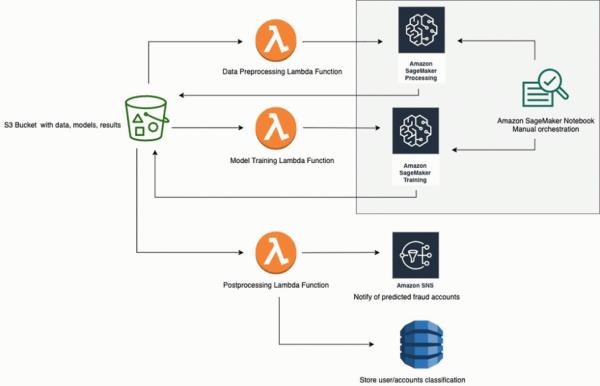 Data Preprocessing Lambda Function
Amazon
SageMaker
Processing
S3 Bucket with data, models, results
Amazon SageMaker Notebook
Manual orchestration
Model Training Lambda Function
Amazon
SageMaker
Training
Postprocessing Lambda Function
Amazon SNS
Notify of predicted fraud accounts
Store user/accounts classification